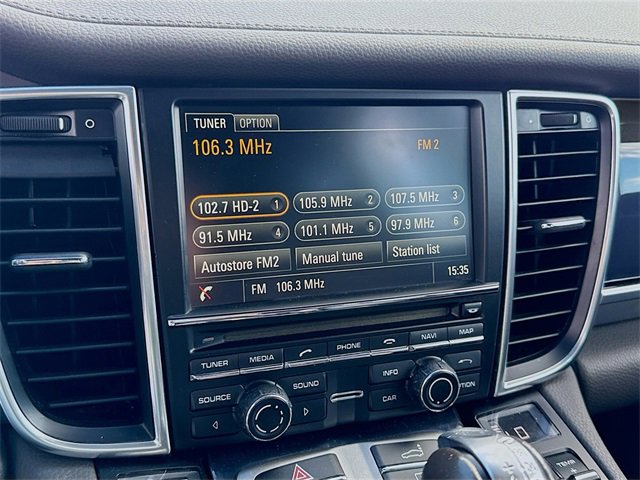 TUNER OPTION
106.3 MHz FM 2
102.7 HD-2 1 105.9 MHz 2 107.5 MHz 3
91.5 MHz 4 101.1 MHz 5 97.9 MHz 6
Autostore FM2 Manual tune Station list
FM 106.3 MHz 15:35
TUNER MEDIA PHONE NAVI MAP
SOURCE SOUND INFO OPTION
CAR
TEMP